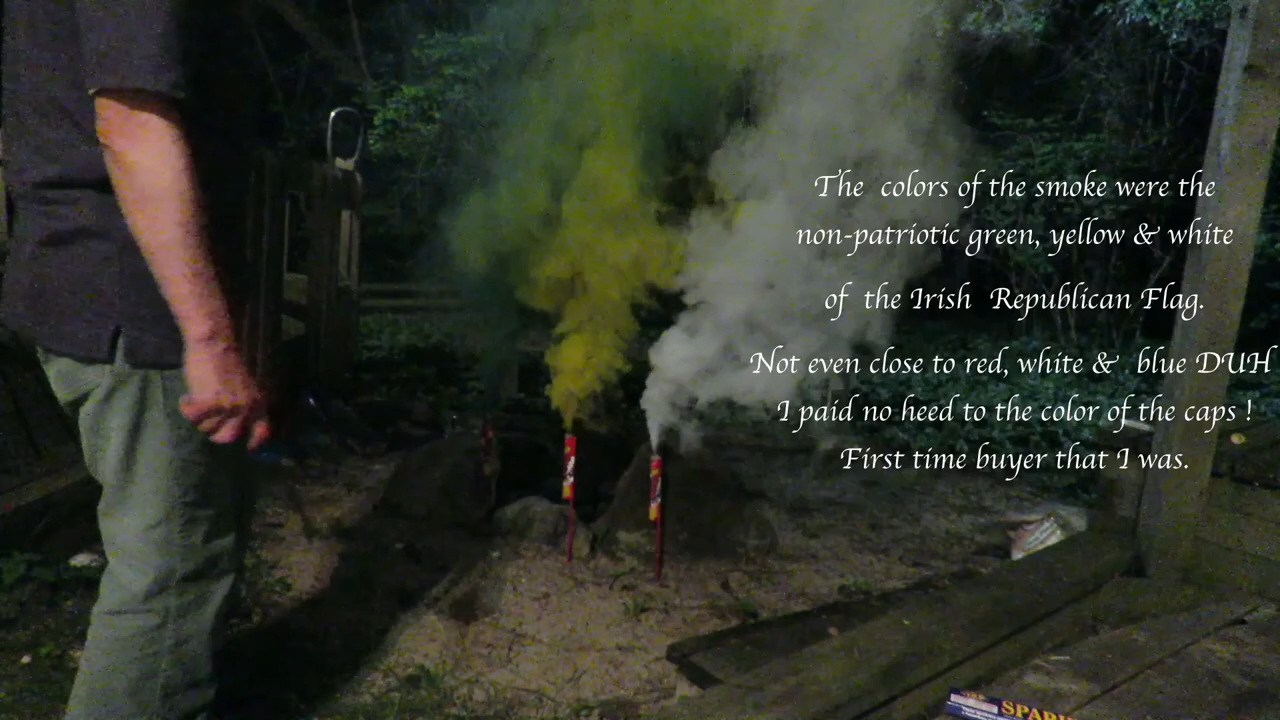 The colors of the smoke were the
non-patriotic green, yellow & white
of the Irish Republican Flag.
Not even close to red, white & blue DUH
I paid no heed to the color of the caps !
First time buyer that I was.